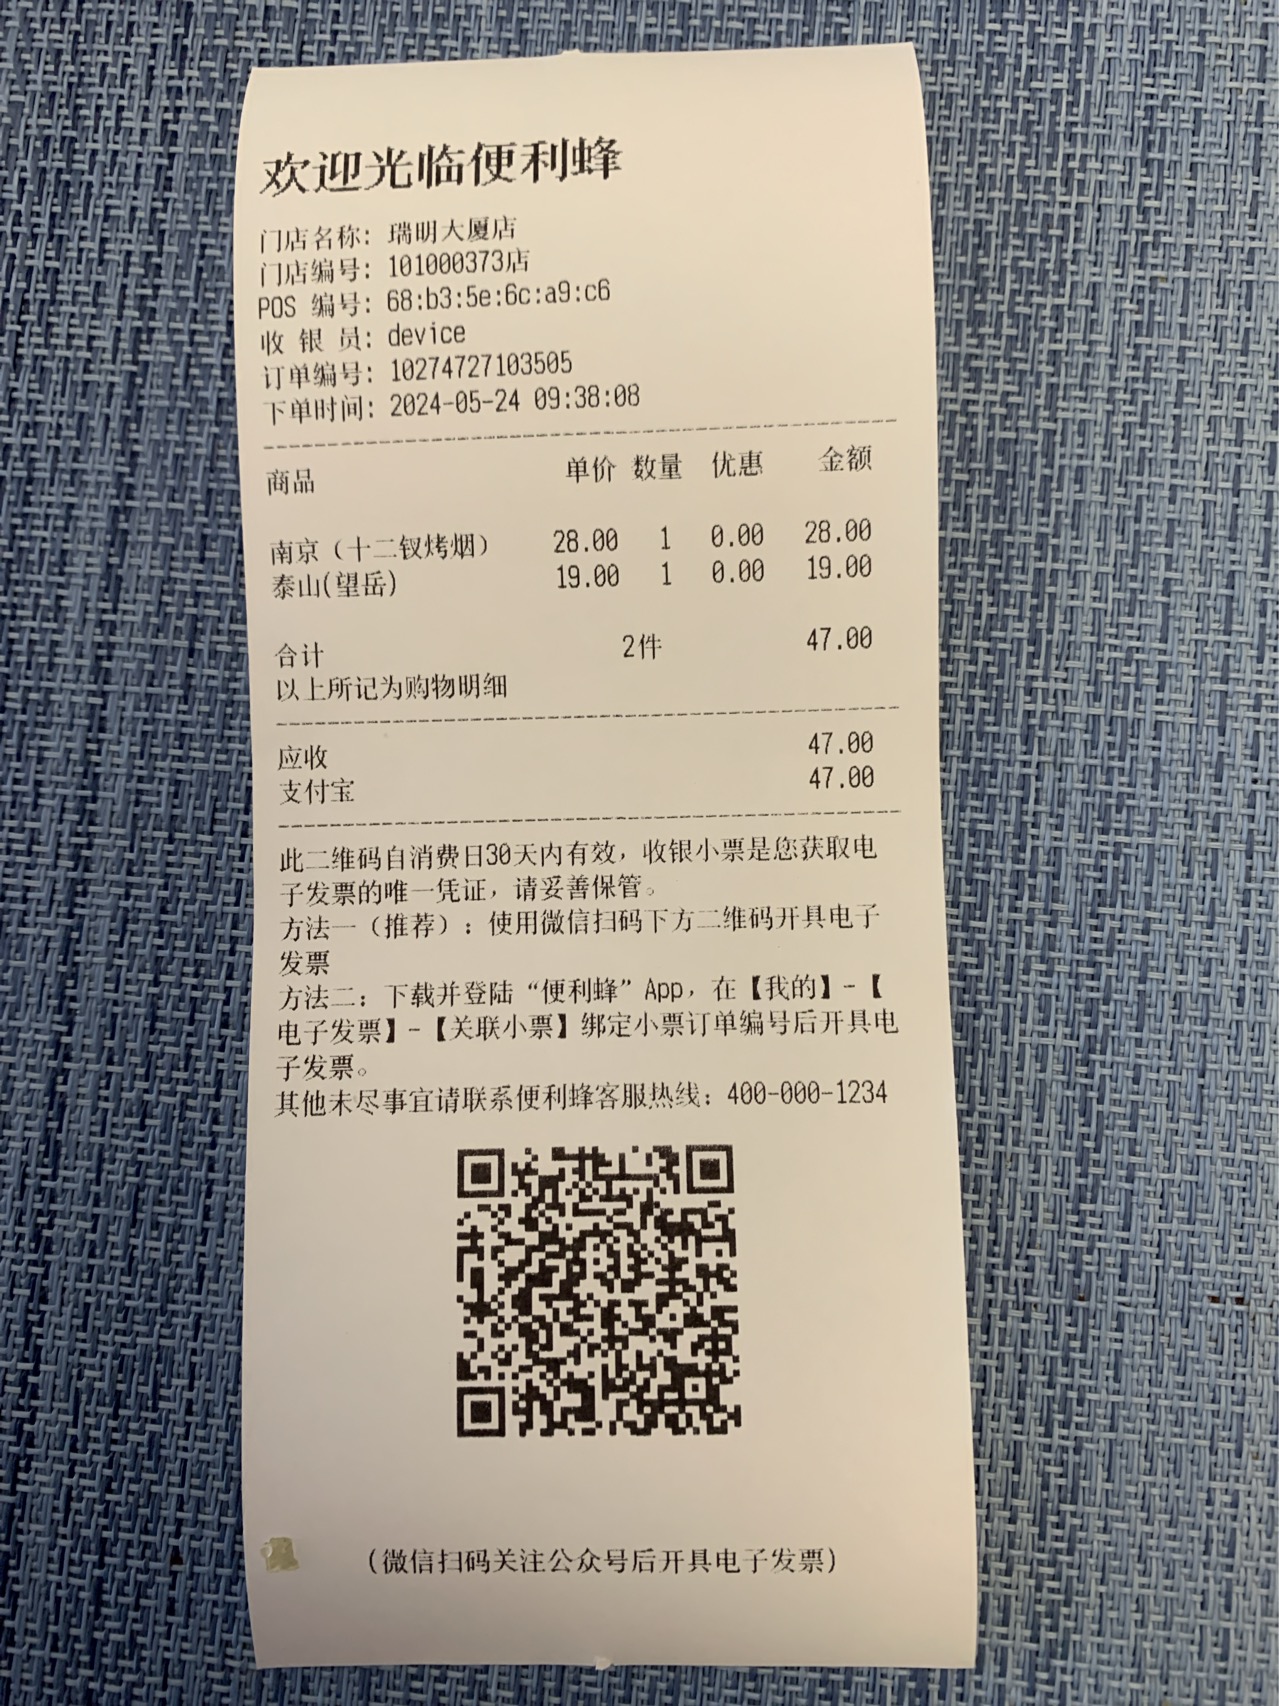 欢迎光临便利蜂
门店名称: 瑞明大厦店
门店编号: 101000373店
POS 编号: 68:b3:5e:6c:a9:c6
收 银 员: device
订单编号: 10274727103505
下单时间: 2024-05-24 09:38:08
商品 单价 数量 优惠 金额
南京（十二钗烤烟） 28.00 1 0.00 28.00
泰山(望岳) 19.00 1 0.00 19.00
合计 2件 47.00
以上所记为购物明细
应收 47.00
支付宝 47.00
此二维码自消费日30天内有效，收银小票是您获取电
子发票的唯一凭证，请妥善保管。
方法一（推荐）：使用微信扫码下方二维码开具电子
发票
方法二：下载并登陆“便利蜂”App，在【我的】-【
电子发票】-【关联小票】绑定小票订单编号后开具电
子发票。
其他未尽事宜请联系便利蜂客服热线：400-000-1234
(微信扫码关注公众号后开具电子发票)